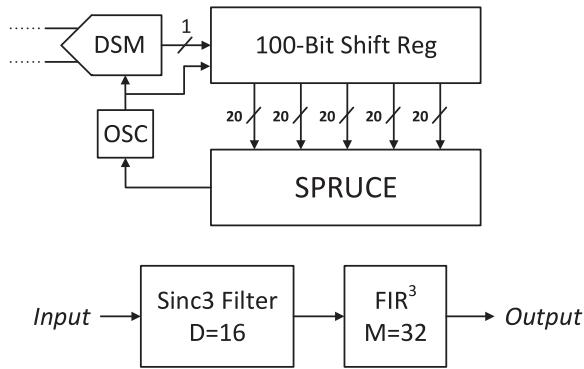 DSM
1
100-Bit Shift Reg
20 20 20 20 20
OSC
SPRUCE
Input
Sinc3 Filter
D=16
FIR³
M=32
Output